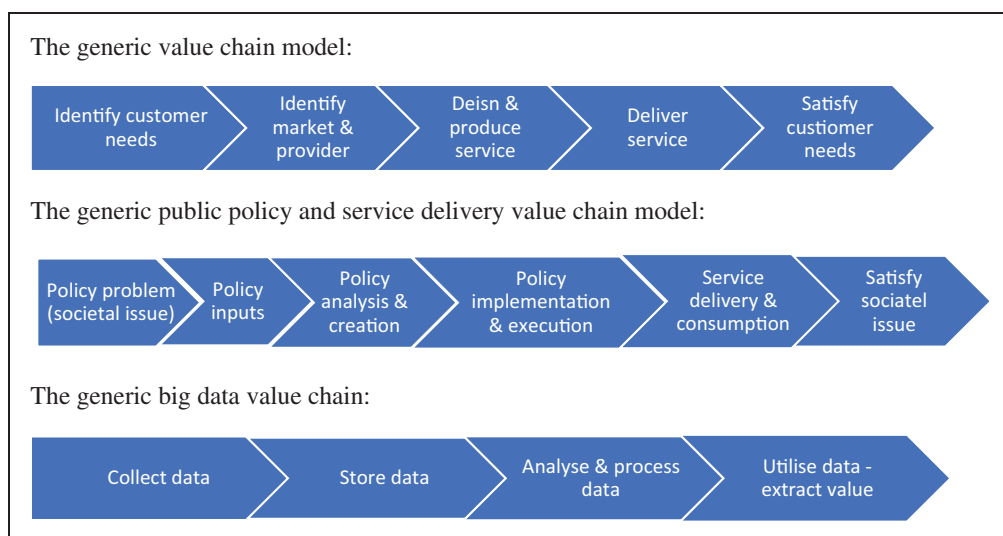 The generic value chain model:
Identify customer
needs
Identify
market &
provider
Deisn &
produce
service
Deliver
service
Satisfy
customer
needs
The generic public policy and service delivery value chain model:
Policy problem
(societal issue)
Policy
inputs
Policy
analysis &
creation
Policy
implementation
& execution
Service
delivery &
consumption
Satisfy
sociatel
issue
The generic big data value chain:
Collect data
Store data
Analyse & process
data
Utilise data -
extract value